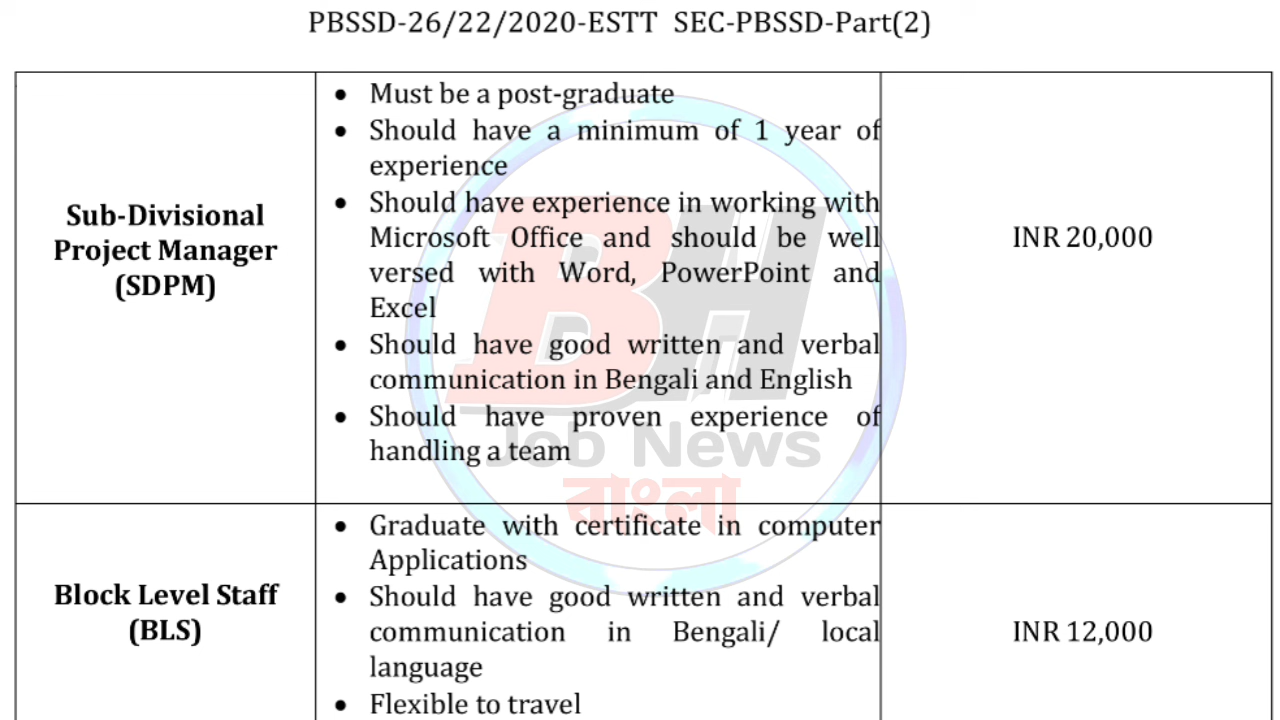 PBSSD-26/22/2020-ESTT SEC-PBSSD-Part(2)
Sub-Divisional
Project Manager
(SDPM)
• Must be a post-graduate
• Should have a minimum of 1 year of
experience
• Should have experience in working with
Microsoft Office and should be well
versed with Word, PowerPoint and
Excel
• Should have good written and verbal
communication in Bengali and English
• Should have proven experience of
handling a team
INR 20,000
BH
Job News
বাংলা
Block Level Staff
(BLS)
• Graduate with certificate in computer
Applications
• Should have good written and verbal
communication in Bengali/ local
language
• Flexible to travel
INR 12,000